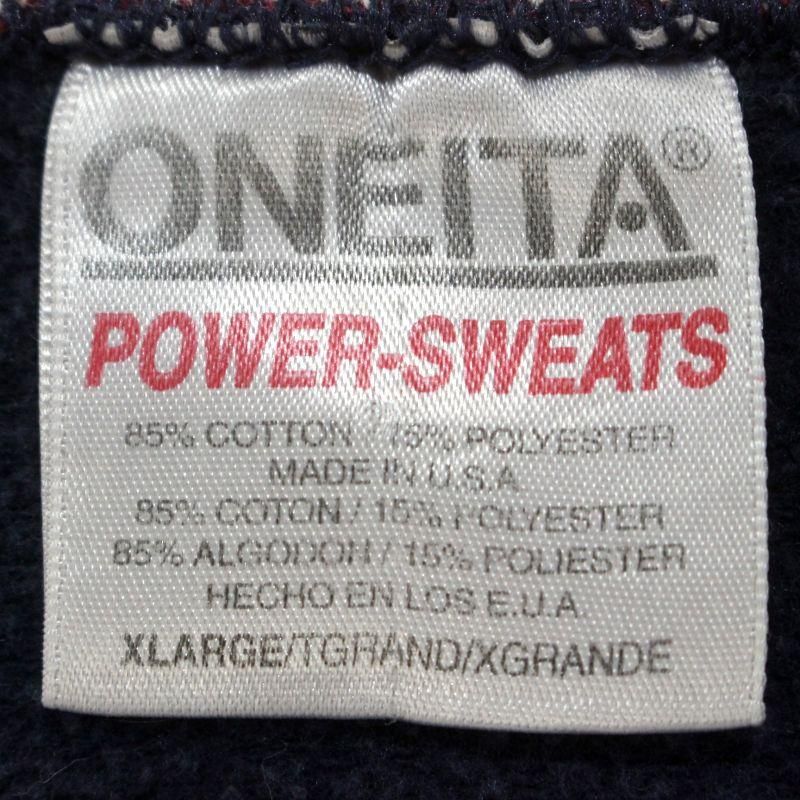 ONEITA®
POWER-SWEATS
85% COTTON / 15% POLYESTER
MADE IN U.S.A
85% COTON / 15% POLYESTER
85% ALGODON / 15% POLIESTER
HECHO EN LOS E.U.A.
XLARGE/TGRAND/XGRANDE